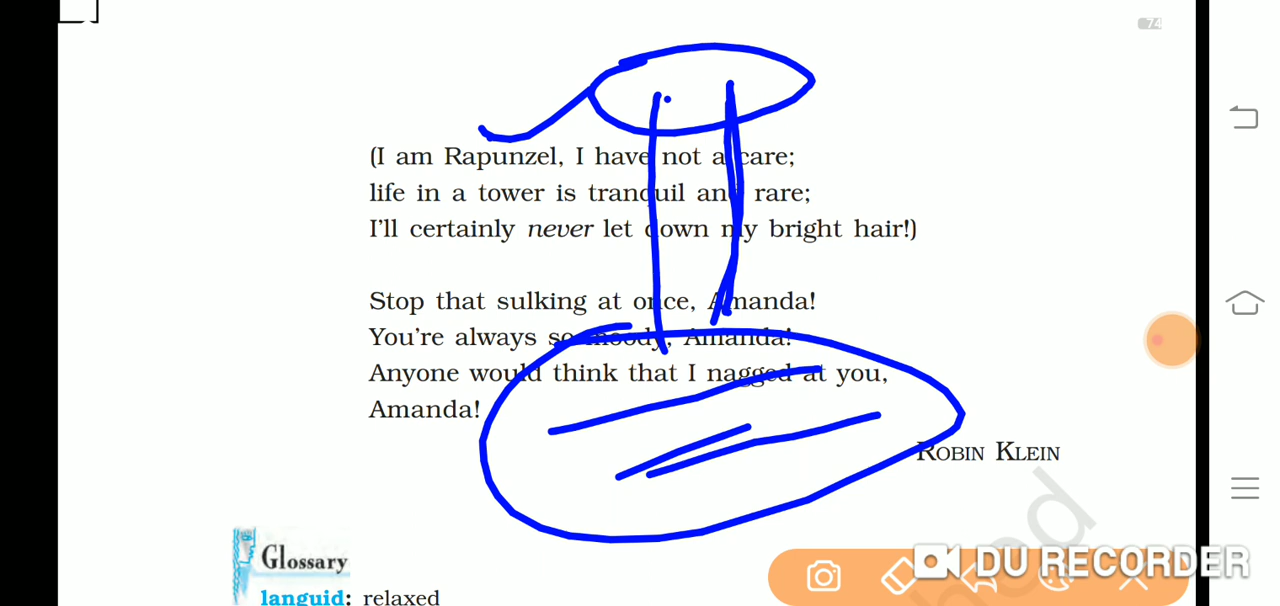 74
(I am Rapunzel, I have not a care;
life in a tower is tranquil and rare;
I'll certainly never let down my bright hair!)
Stop that sulking at once, Amanda!
You're always so moody, Amanda!
Anyone would think that I nagged at you,
Amanda!
ROBIN KLEIN
Glossary
languid: relaxed
DU RECORDER